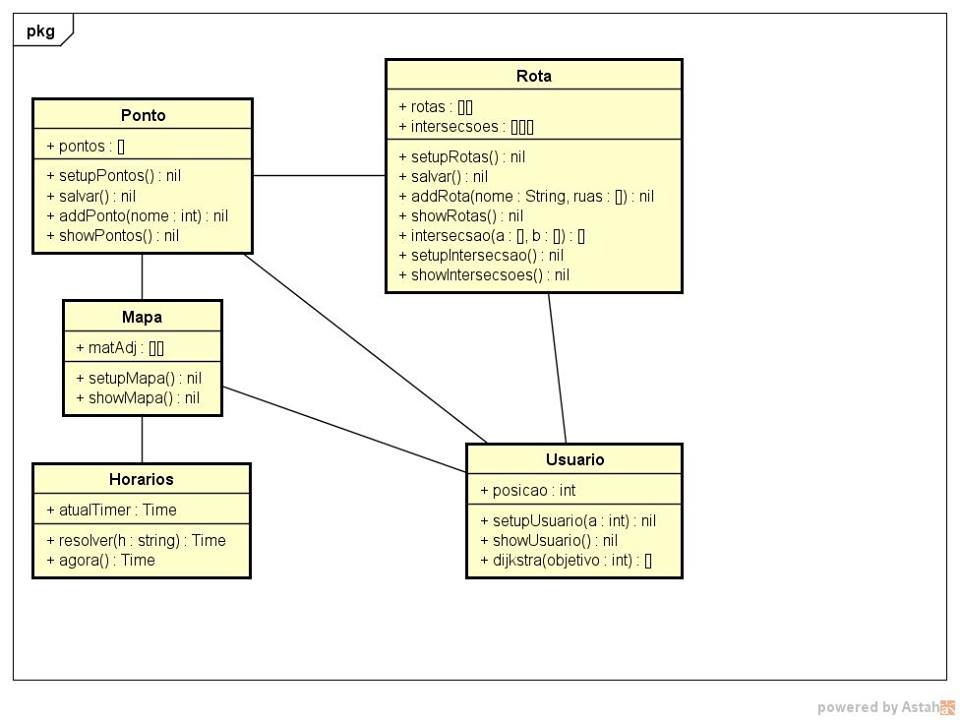 pkg
Ponto
+ pontos : []
+ setupPontos() : nil
+ salvar() : nil
+ addPonto(nome : int) : nil
+ showPontos() : nil
Rota
+ rotas : [][]
+ intersecsoes : [][][]
+ setupRotas() : nil
+ salvar() : nil
+ addRota(nome : String, ruas : []) : nil
+ showRotas() : nil
+ intersecsao(a : [], b : []) : []
+ setupIntersecsao() : nil
+ showIntersecsoes() : nil
Mapa
+ matAdj : [][]
+ setupMapa() : nil
+ showMapa() : nil
Horarios
+ atualTimer : Time
+ resolver(h : string) : Time
+ agora() : Time
Usuario
+ posicao : int
+ setupUsuario(a : int) : nil
+ showUsuario() : nil
+ dijkstra(objetivo : int) : []
powered by Astah